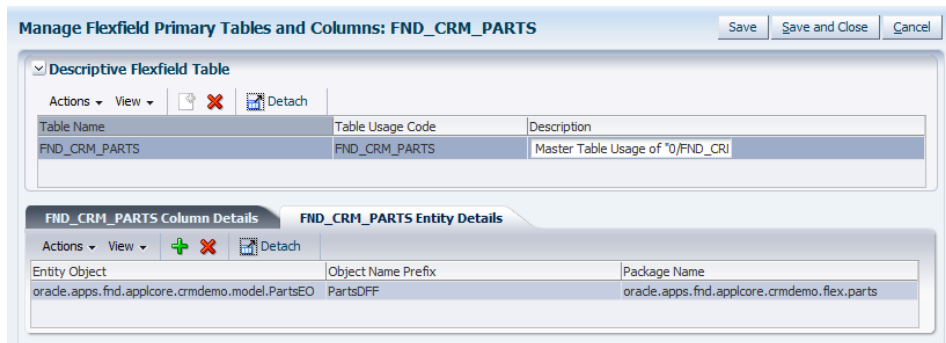 Manage Flexfield Primary Tables and Columns: FND_CRM_PARTS Save Save and Close Cancel
Descriptive Flexfield Table
Actions View Detach
Table Name Table Usage Code Description
FND_CRM_PARTS FND_CRM_PARTS Master Table Usage of "0/FND_CRI
FND_CRM_PARTS Column Details FND_CRM_PARTS Entity Details
Actions View Detach
Entity Object Object Name Prefix Package Name
oracle.apps.fnd.applcore.crmdemo.model.PartsEO PartsDFF oracle.apps.fnd.applcore.crmdemo.flex.parts